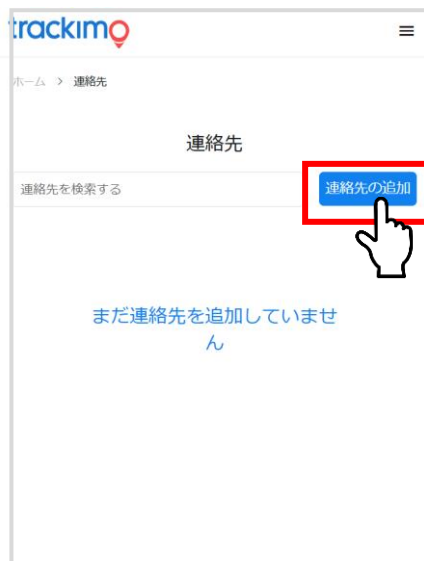 trackimo
ホーム > 連絡先
連絡先
連絡先を検索する
連絡先の追加
まだ連絡先を追加していませ
ん